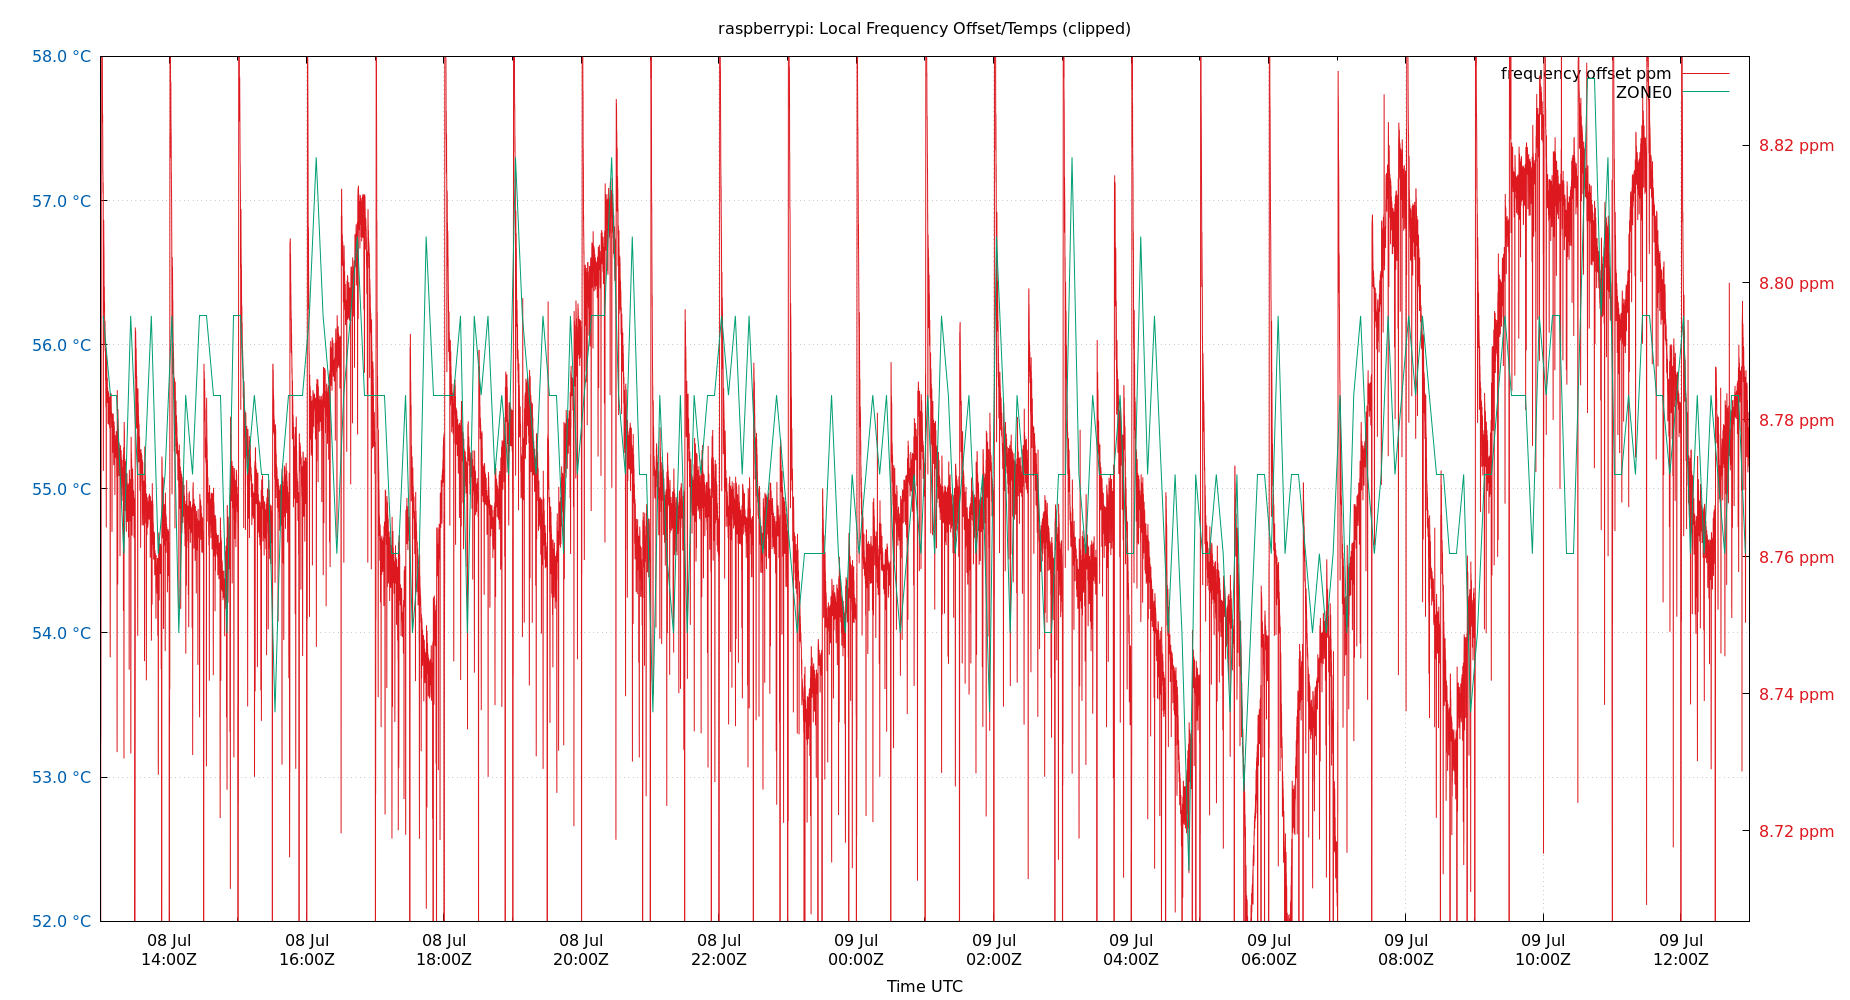 raspberrypi: Local Frequency Offset/Temps (clipped)
frequency offset ppm
ZONE0
58.0 °C
57.0 °C
56.0 °C
55.0 °C
54.0 °C
53.0 °C
52.0 °C
8.82 ppm
8.80 ppm
8.78 ppm
8.76 ppm
8.74 ppm
8.72 ppm
08 Jul 08 Jul 08 Jul 08 Jul 08 Jul 09 Jul 09 Jul 09 Jul 09 Jul 09 Jul 09 Jul 09 Jul
14:00Z 16:00Z 18:00Z 20:00Z 22:00Z 00:00Z 02:00Z 04:00Z 06:00Z 08:00Z 10:00Z 12:00Z
Time UTC